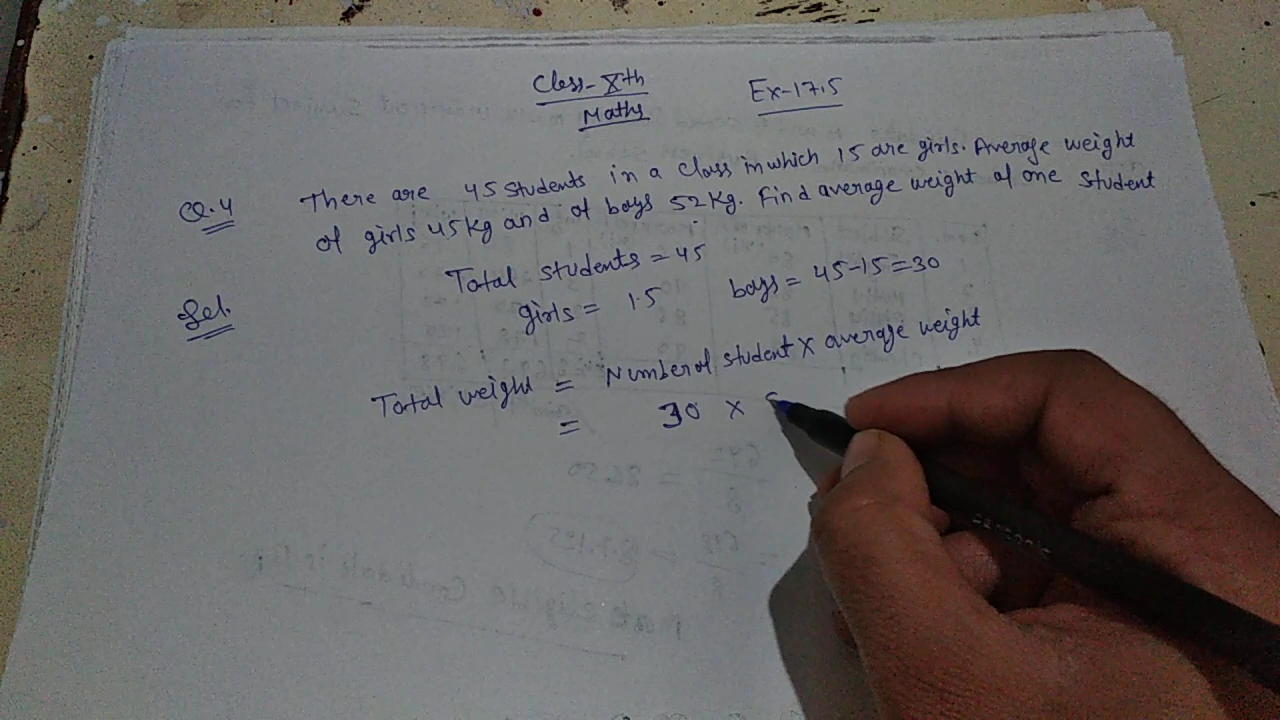 Class-Xth
Maths
Ex-17.5
Q.4 There are 45 students in a class in which 15 are girls. Average weight
of girls 45kg and of boys 52Kg. Find average weight of one student
Sol. Total students = 45
girls = 15 boys = 45-15=30
Total weight = Number of student X average weight
= 30 X